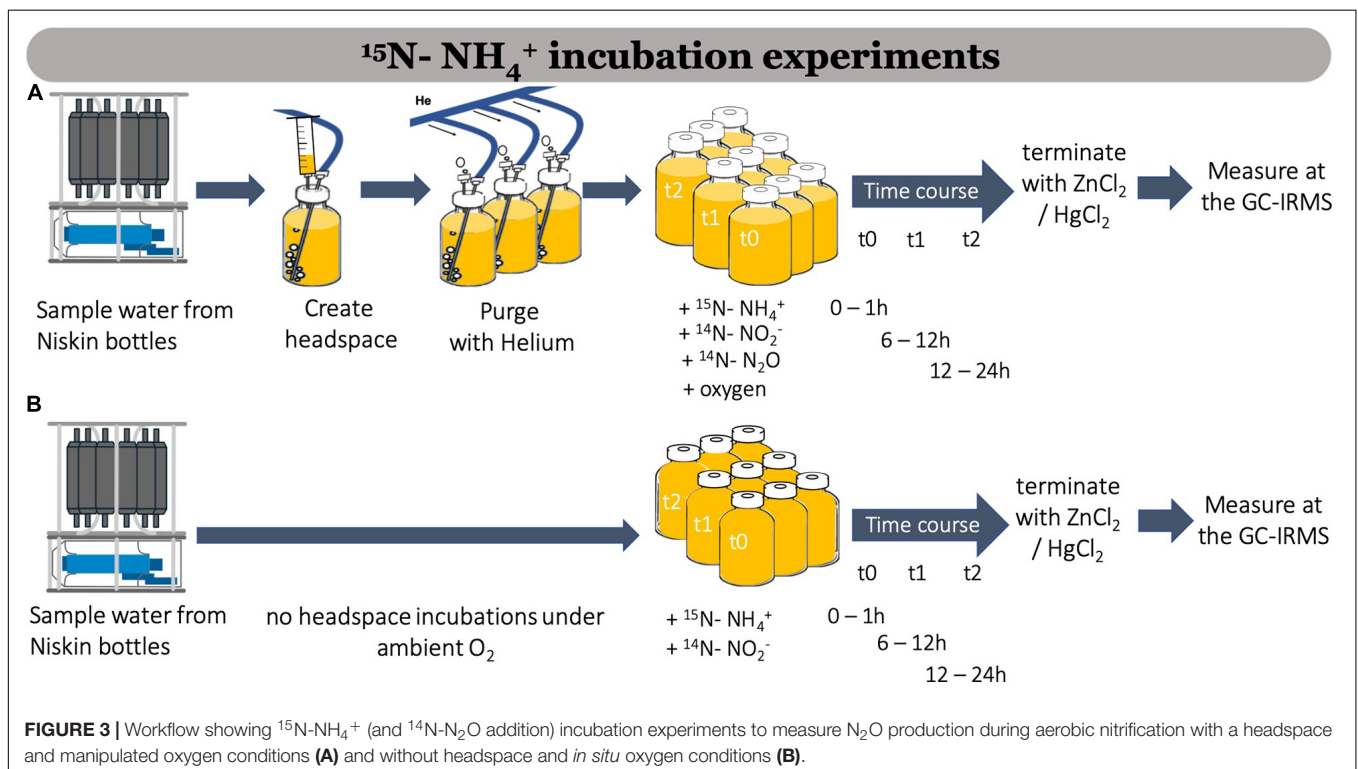 ¹⁵N- NH₄⁺ incubation experiments
A
He
t2
t1
t0
Time course
t0 t1 t2
terminate
with ZnCl₂
/ HgCl₂
Measure at
the GC-IRMS
Sample water from
Niskin bottles
Create
headspace
Purge
with Helium
+ ¹⁵N- NH₄⁺
+ ¹⁴N- NO₂⁻
+ ¹⁴N- N₂O
+ oxygen
0 – 1h
6 – 12h
12 – 24h
B
t2
t1
t0
Time course
t0 t1 t2
terminate
with ZnCl₂
/ HgCl₂
Measure at
the GC-IRMS
Sample water from
Niskin bottles
no headspace incubations under
ambient O₂
+ ¹⁵N- NH₄⁺
+ ¹⁴N- NO₂⁻
0 – 1h
6 – 12h
12 – 24h
FIGURE 3 | Workflow showing ¹⁵N-NH₄⁺ (and ¹⁴N-N₂O addition) incubation experiments to measure N₂O production during aerobic nitrification with a headspace
and manipulated oxygen conditions (A) and without headspace and in situ oxygen conditions (B).